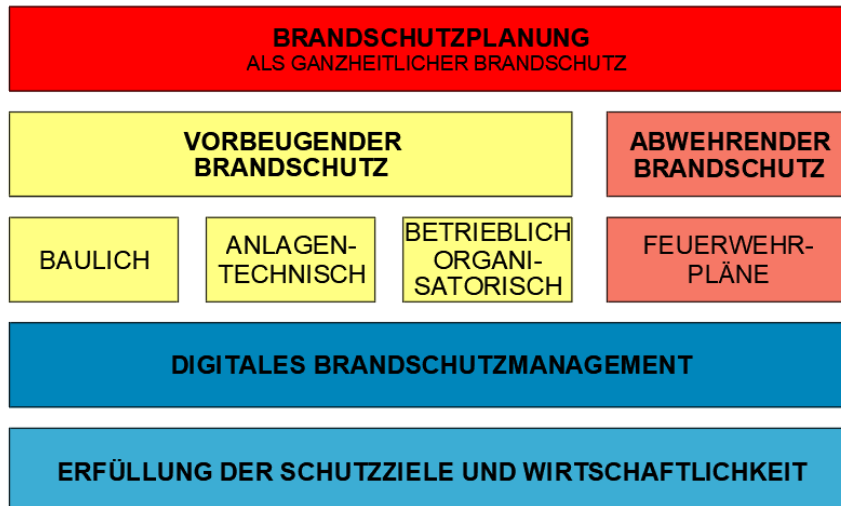 BRANDSCHUTZPLANUNG
ALS GANZHEITLICHER BRANDSCHUTZ
VORBEUGENDER
BRANDSCHUTZ
ABWEHRENDER
BRANDSCHUTZ
BAULICH
ANLAGEN-
TECHNISCH
BETRIEBLICH
ORGANI-
SATORISCH
FEUERWEHR-
PLÄNE
DIGITALES BRANDSCHUTZMANAGEMENT
ERFÜLLUNG DER SCHUTZZIELE UND WIRTSCHAFTLICHKEIT